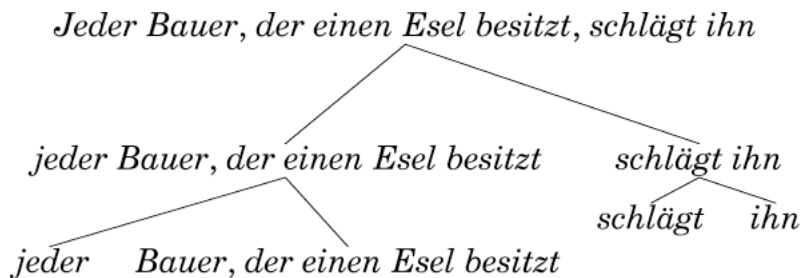 Jeder Bauer, der einen Esel besitzt, schlägt ihn
jeder Bauer, der einen Esel besitzt schlägt ihn
schlägt ihn
jeder Bauer, der einen Esel besitzt